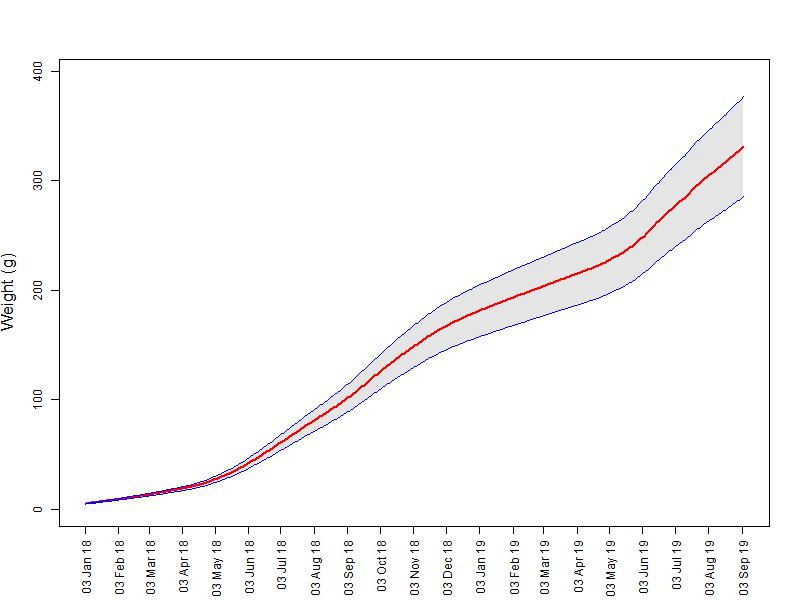 Weight (g)
400
300
200
100
0
03 Jan 18
03 Feb 18
03 Mar 18
03 Apr 18
03 May 18
03 Jun 18
03 Jul 18
03 Aug 18
03 Sep 18
03 Oct 18
03 Nov 18
03 Dec 18
03 Jan 19
03 Feb 19
03 Mar 19
03 Apr 19
03 May 19
03 Jun 19
03 Jul 19
03 Aug 19
03 Sep 19